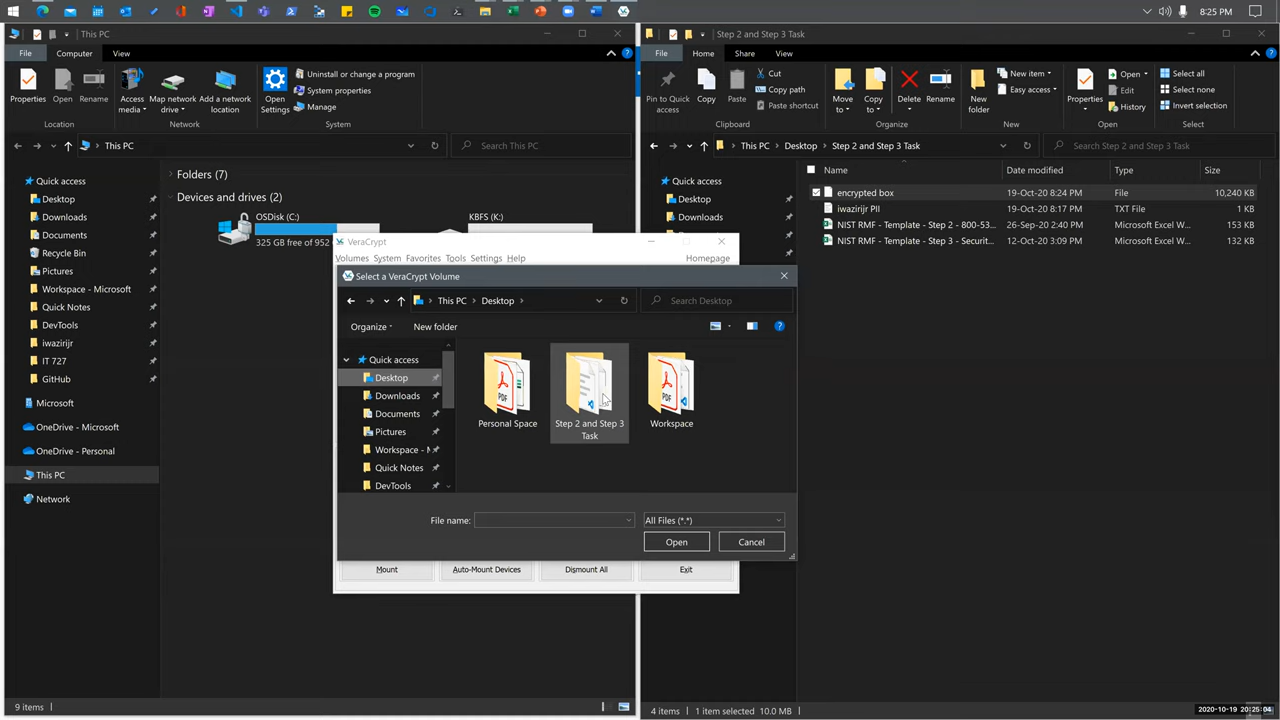 8:25 PM
This PC
File
Computer
View
Properties
Open
Rename
Access media
Map network drive
Add a network location
Open Settings
Uninstall or change a program
System properties
Manage
Location
Network
System
This PC
Search This PC
Quick access
Desktop
Downloads
Documents
Recycle Bin
Pictures
Workspace - Microsoft
Quick Notes
DevTools
iwazirijr
IT 727
GitHub
Microsoft
OneDrive - Microsoft
OneDrive - Personal
This PC
Network
Folders (7)
Devices and drives (2)
OSDisk (C:)
325 GB free of 952
KBFS (K:)
9 items
Step 2 and Step 3 Task
File
Home
Share
View
Pin to Quick access
Copy
Paste
Cut
Copy path
Paste shortcut
Move to
Copy to
Delete
Rename
New folder
New item
Easy access
Properties
Open
Edit
History
Select all
Select none
Invert selection
Clipboard
Organize
New
Open
Select
This PC
Desktop
Step 2 and Step 3 Task
Search Step 2 and Step 3 Task
Quick access
Desktop
Downloads
Name
Date modified
Type
Size
encrypted box 19-Oct-20 8:24 PM File 10,240 KB
iwazirijr PII 19-Oct-20 8:17 PM TXT File 1 KB
NIST RMF - Template - Step 2 - 800-53... 26-Sep-20 2:40 PM Microsoft Excel W... 153 KB
NIST RMF - Template - Step 3 - Securit... 12-Oct-20 3:09 PM Microsoft Excel W... 132 KB
4 items
1 item selected 10.0 MB
2020-10-19 20:25:04
VeraCrypt
Volumes
System
Favorites
Tools
Settings
Help
Homepage
Select a VeraCrypt Volume
This PC
Desktop
Search Desktop
Organize
New folder
Quick access
Desktop
Downloads
Documents
Pictures
Workspace - M
Quick Notes
DevTools
Personal Space
Step 2 and Step 3
Task
Workspace
File name:
All Files (*.*)
Open
Cancel
Mount
Auto-Mount Devices
Dismount All
Exit